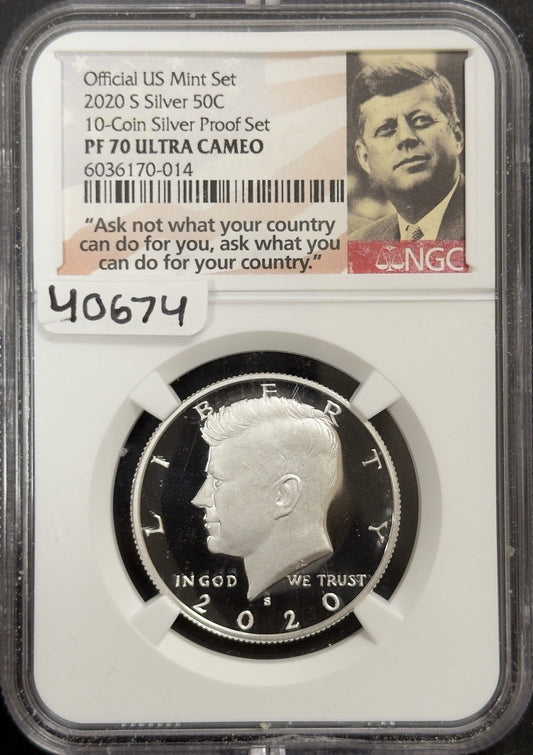 Official US Mint Set
2020 S Silver 50C
10-Coin Silver Proof Set
PF 70 ULTRA CAMEO
6036170-014
“Ask not what your country
can do for you, ask what you
can do for your country.”
NGC
40674
LIBERTY
IN GOD WE TRUST
S
2020